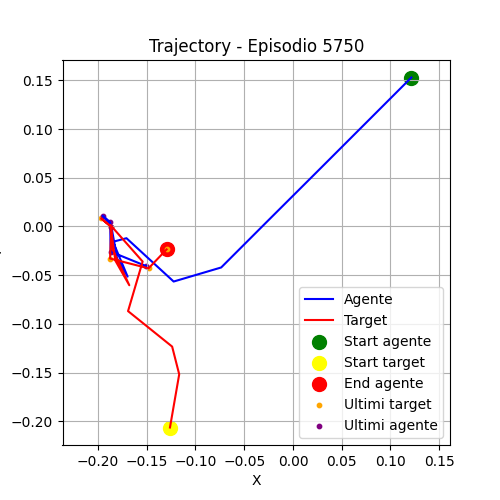 Trajectory - Episodio 5750
0.15
0.10
0.05
0.00
−0.05
−0.10
−0.15
−0.20
Agente
Target
Start agente
Start target
End agente
Ultimi target
Ultimi agente
−0.20 −0.15 −0.10 −0.05 0.00 0.05 0.10 0.15
X